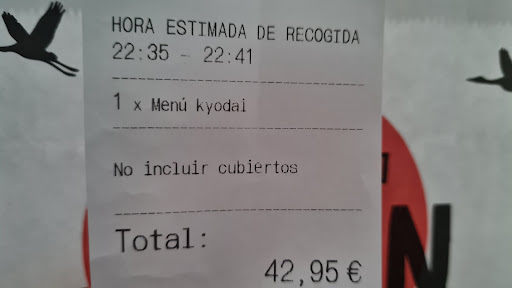 HORA ESTIMADA DE RECOGIDA
22:35 - 22:41
1 x Menú kyodai
No incluir cubiertos
Total:
42,95 €
N